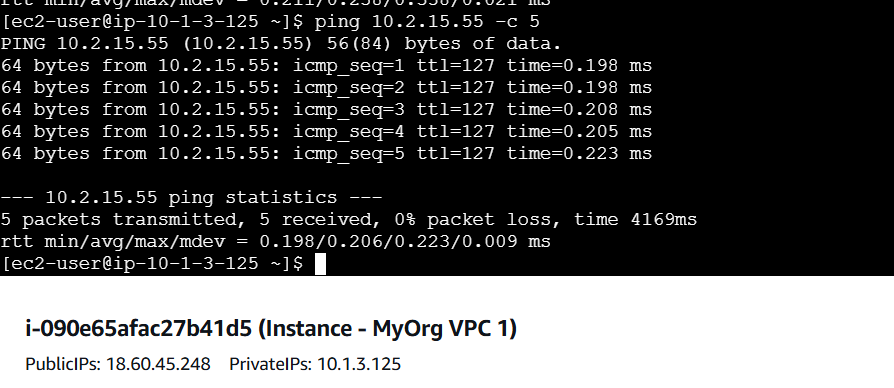 rtt min/avg/max/mdev = 0.211/0.238/0.338/0.021 ms
[ec2-user@ip-10-1-3-125 ~]$ ping 10.2.15.55 -c 5
PING 10.2.15.55 (10.2.15.55) 56(84) bytes of data.
64 bytes from 10.2.15.55: icmp_seq=1 ttl=127 time=0.198 ms
64 bytes from 10.2.15.55: icmp_seq=2 ttl=127 time=0.198 ms
64 bytes from 10.2.15.55: icmp_seq=3 ttl=127 time=0.208 ms
64 bytes from 10.2.15.55: icmp_seq=4 ttl=127 time=0.205 ms
64 bytes from 10.2.15.55: icmp_seq=5 ttl=127 time=0.223 ms
--- 10.2.15.55 ping statistics ---
5 packets transmitted, 5 received, 0% packet loss, time 4169ms
rtt min/avg/max/mdev = 0.198/0.206/0.223/0.009 ms
[ec2-user@ip-10-1-3-125 ~]$
i-090e65afac27b41d5 (Instance - MyOrg VPC 1)
PublicIPs: 18.60.45.248 PrivateIPs: 10.1.3.125